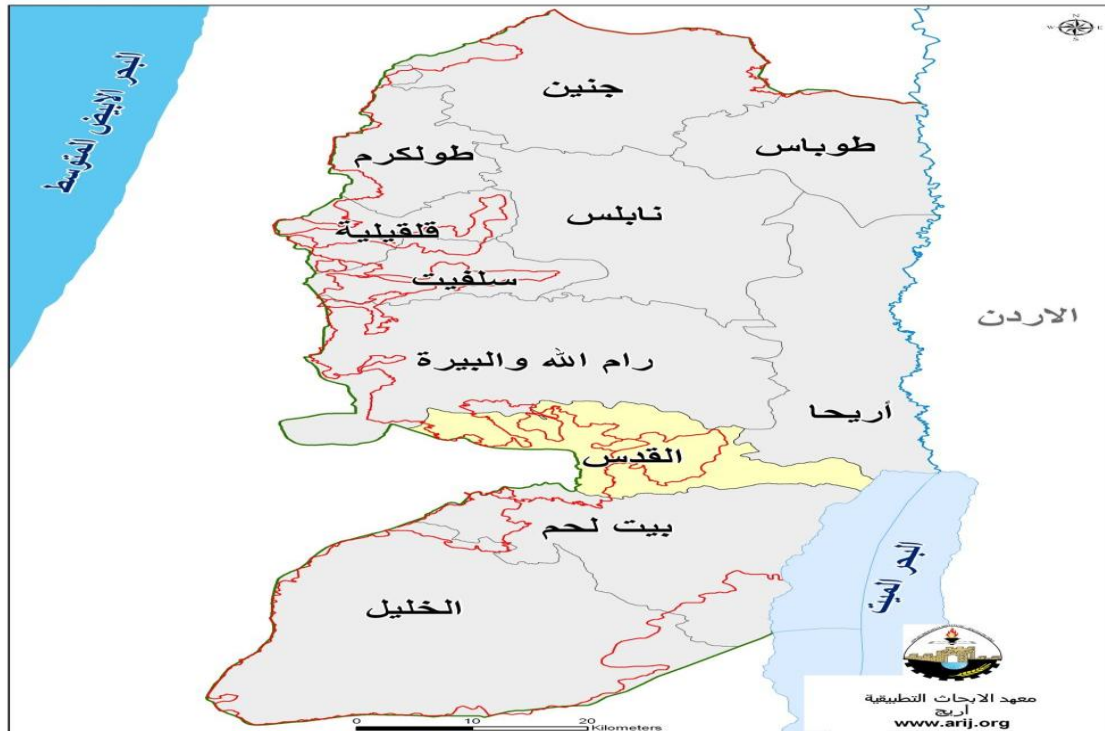 N
W E
S
البحر الابيض المتوسط
جنين
طوباس
طولكرم
نابلس
قلقيلية
سلفيت
الاردن
رام الله والبيرة
أريحا
القدس
بيت لحم
البحر الميت
الخليل
معهد الابحاث التطبيقية
أريج
www.arij.org
0 10 20
Kilometers